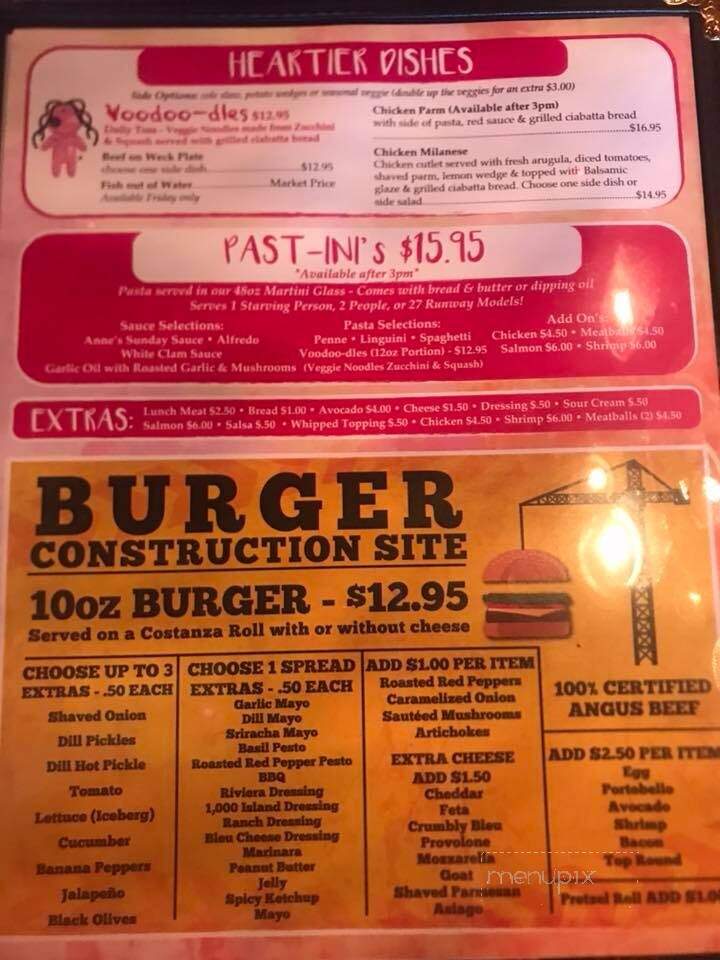 HEARTIER DISHES
Side Options: cole slaw, potato wedges or seasonal veggie (double up the veggies for an extra $3.00)
Voodoo-dles $12.95
Daily Toss - Veggie Noodles made from Zucchini
& Squash served with grilled ciabatta bread
Beef on Weck Plate
choose one side dish $12.95
Fish out of Water Market Price
Available Friday only
Chicken Parm (Available after 3pm)
with side of pasta, red sauce & grilled ciabatta bread
$16.95
Chicken Milanese
Chicken cutlet served with fresh arugula, diced tomatoes,
shaved parm, lemon wedge & topped with Balsamic
glaze & grilled ciabatta bread. Choose one side dish or
side salad $14.95
PAST-INI's $15.95
*Available after 3pm*
Pasta served in our 48oz Martini Glass - Comes with bread & butter or dipping oil
Serves 1 Starving Person, 2 People, or 27 Runway Models!
Sauce Selections:
Anne's Sunday Sauce • Alfredo
White Clam Sauce
Garlic Oil with Roasted Garlic & Mushrooms
Pasta Selections:
Penne • Linguini • Spaghetti
Voodoo-dles (12oz Portion) - $12.95
(Veggie Noodles Zucchini & Squash)
Add On's:
Chicken $4.50 • Meatballs $4.50
Salmon $6.00 • Shrimp $6.00
EXTRAS:
Lunch Meat $2.50 • Bread $1.00 • Avocado $4.00 • Cheese $1.50 • Dressing $.50 • Sour Cream $.50
Salmon $6.00 • Salsa $.50 • Whipped Topping $.50 • Chicken $4.50 • Shrimp $6.00 • Meatballs (2) $4.50
BURGER
CONSTRUCTION SITE
10oz BURGER - $12.95
Served on a Costanza Roll with or without cheese
CHOOSE UP TO 3
EXTRAS - .50 EACH
Shaved Onion
Dill Pickles
Dill Hot Pickle
Tomato
Lettuce (Iceberg)
Cucumber
Banana Peppers
Jalapeño
Black Olives
CHOOSE 1 SPREAD
EXTRAS - .50 EACH
Garlic Mayo
Dill Mayo
Sriracha Mayo
Basil Pesto
Roasted Red Pepper Pesto
BBQ
Riviera Dressing
1,000 Island Dressing
Ranch Dressing
Bleu Cheese Dressing
Marinara
Peanut Butter
Jelly
Spicy Ketchup
Mayo
ADD $1.00 PER ITEM
Roasted Red Peppers
Caramelized Onion
Sautéed Mushrooms
Artichokes
EXTRA CHEESE
ADD $1.50
Cheddar
Feta
Crumbly Bleu
Provolone
Mozzarella
Goat
Shaved Parmesan
Asiago
100% CERTIFIED
ANGUS BEEF
ADD $2.50 PER ITEM
Egg
Portobello
Avocado
Shrimp
Bacon
Top Round
Pretzel Roll ADD $1.0
menupix